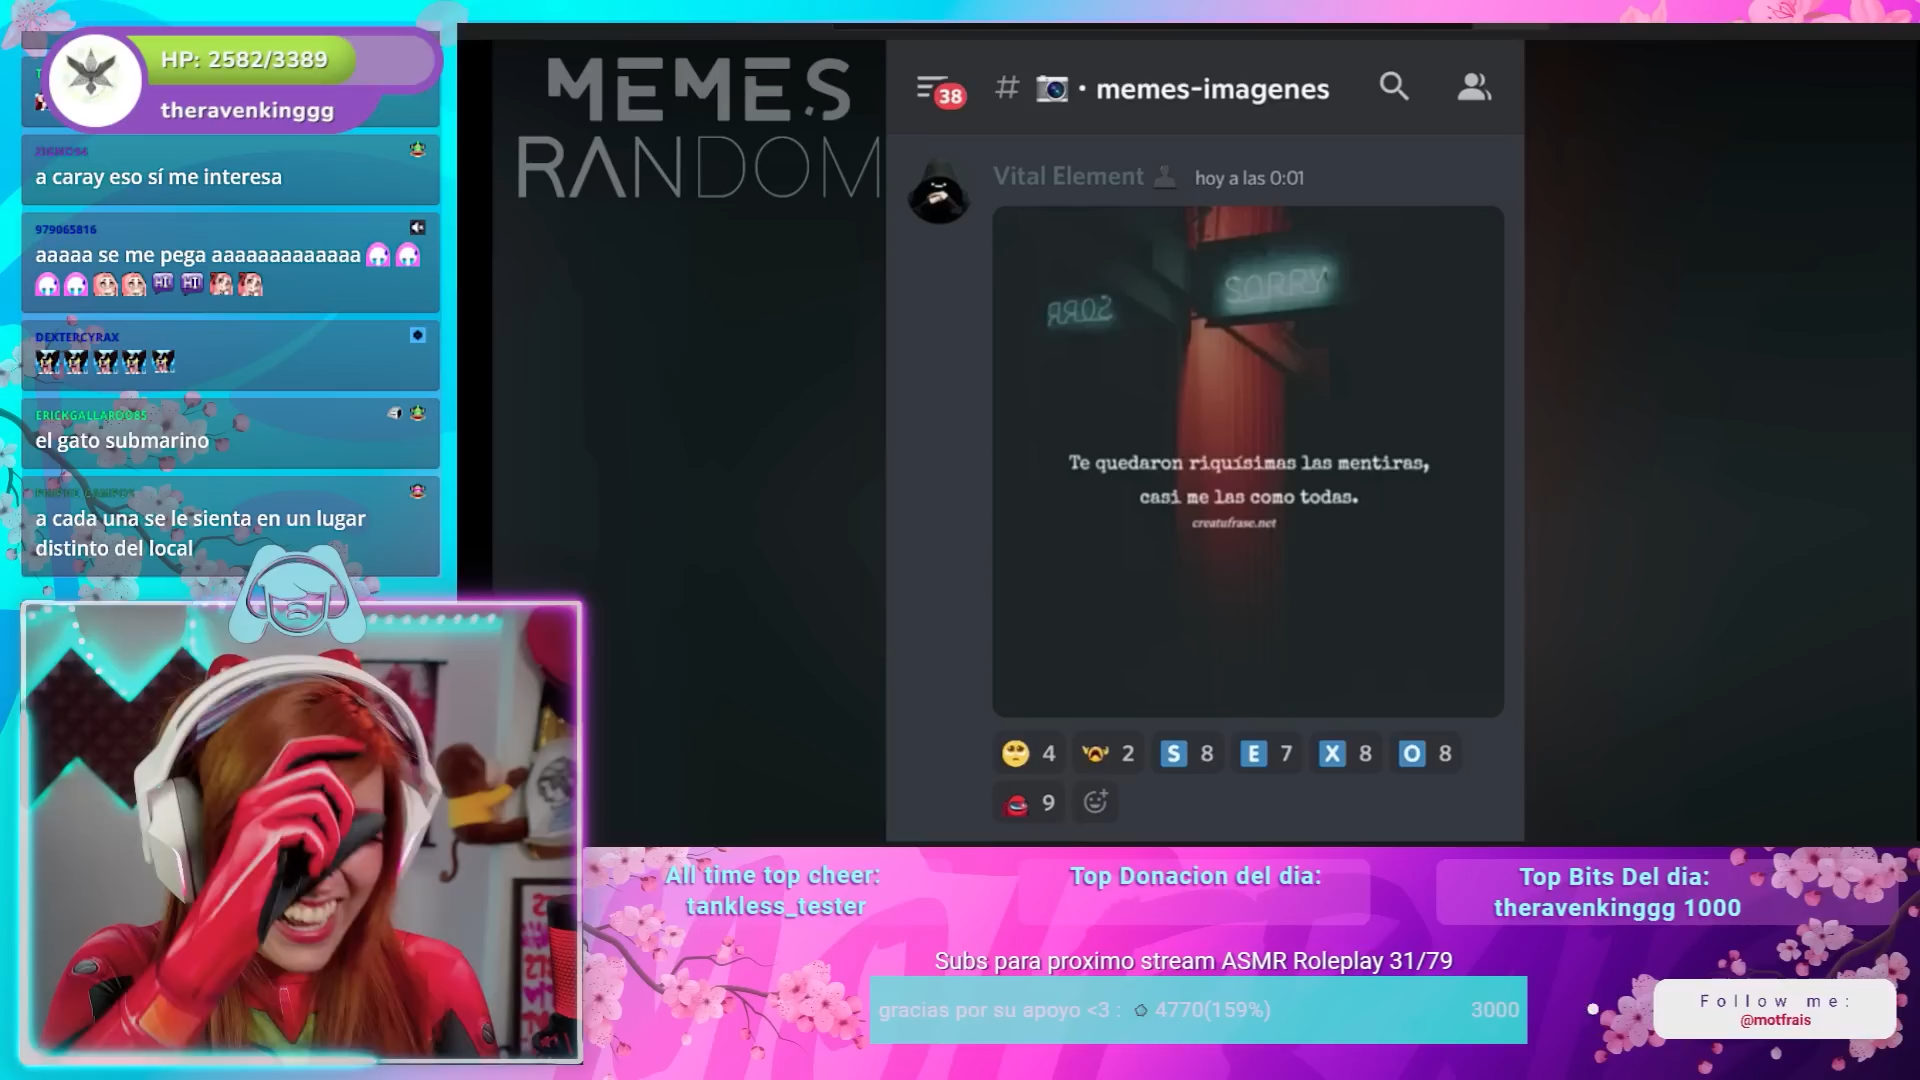 HP: 2582/3389
theravenkinggg
a caray eso sí me interesa
979065816
aaaaa se me pega aaaaaaaaaaaaa
HI HI
DEXTERCYRAX
ERICKGALLARDO85
el gato submarino
a cada una se le sienta en un lugar
distinto del local
MEMES
RANDOM
38
# · memes-imagenes
Vital Element hoy a las 0:01
SORRY
Te quedaron riquísimas las mentiras,
casi me las como todas.
creatufrase.net
4 2 S 8 E 7 X 8 O 8
9
All time top cheer:
tankless_tester
Top Donacion del dia:
Top Bits Del dia:
theravenkinggg 1000
Subs para proximo stream ASMR Roleplay 31/79
gracias por su apoyo <3 : 4770(159%) 3000
Follow me:
@motfrais